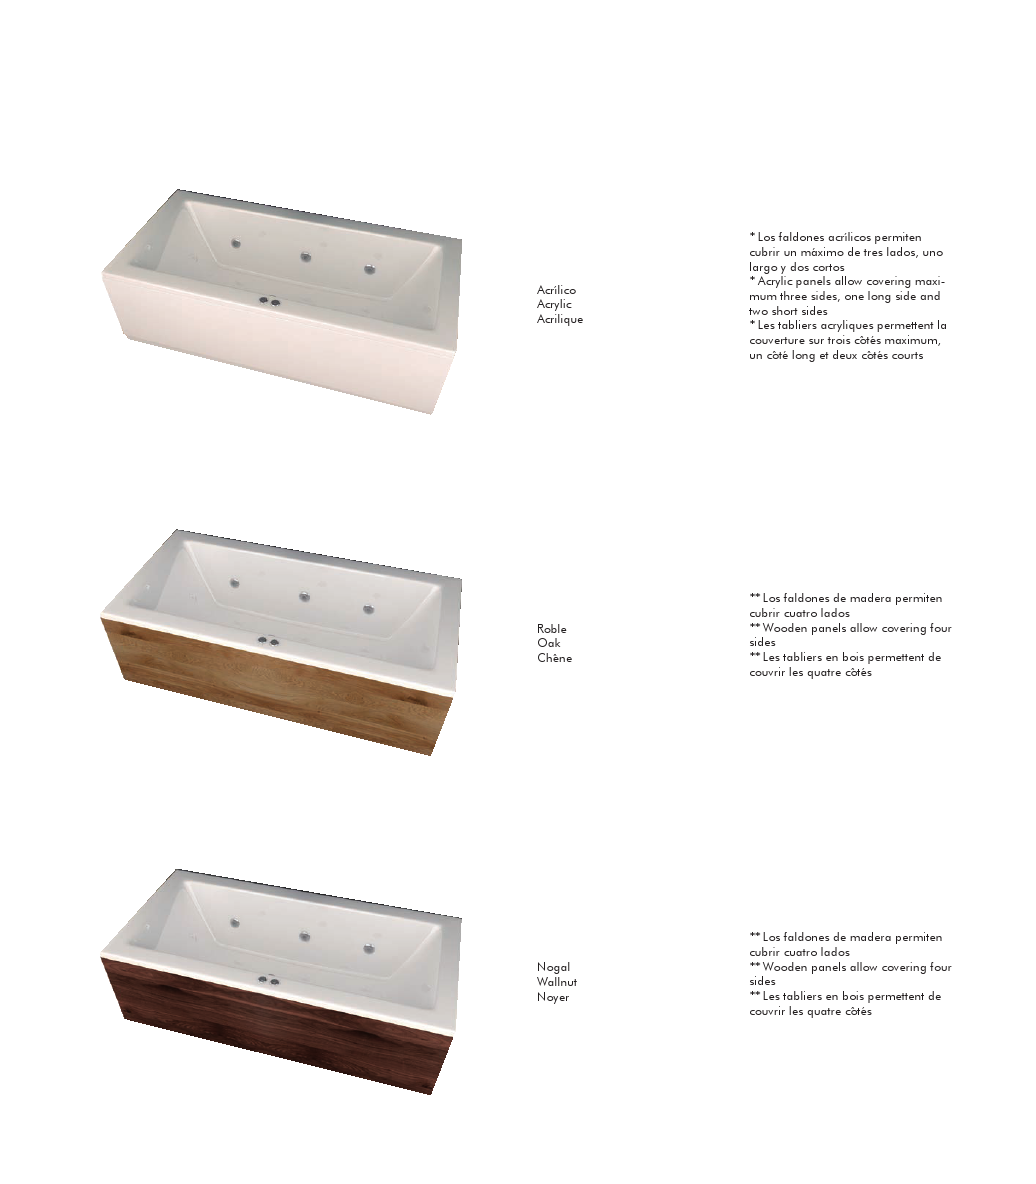 Acrílico
Acrylic
Acrilique
* Los faldones acrílicos permiten
cubrir un máximo de tres lados, uno
largo y dos cortos
* Acrylic panels allow covering maxi-
mum three sides, one long side and
two short sides
* Les tabliers acryliques permettent la
couverture sur trois côtés maximum,
un côté long et deux côtés courts
Roble
Oak
Chêne
** Los faldones de madera permiten
cubrir cuatro lados
** Wooden panels allow covering four
sides
** Les tabliers en bois permettent de
couvrir les quatre côtés
Nogal
Wallnut
Noyer
** Los faldones de madera permiten
cubrir cuatro lados
** Wooden panels allow covering four
sides
** Les tabliers en bois permettent de
couvrir les quatre côtés